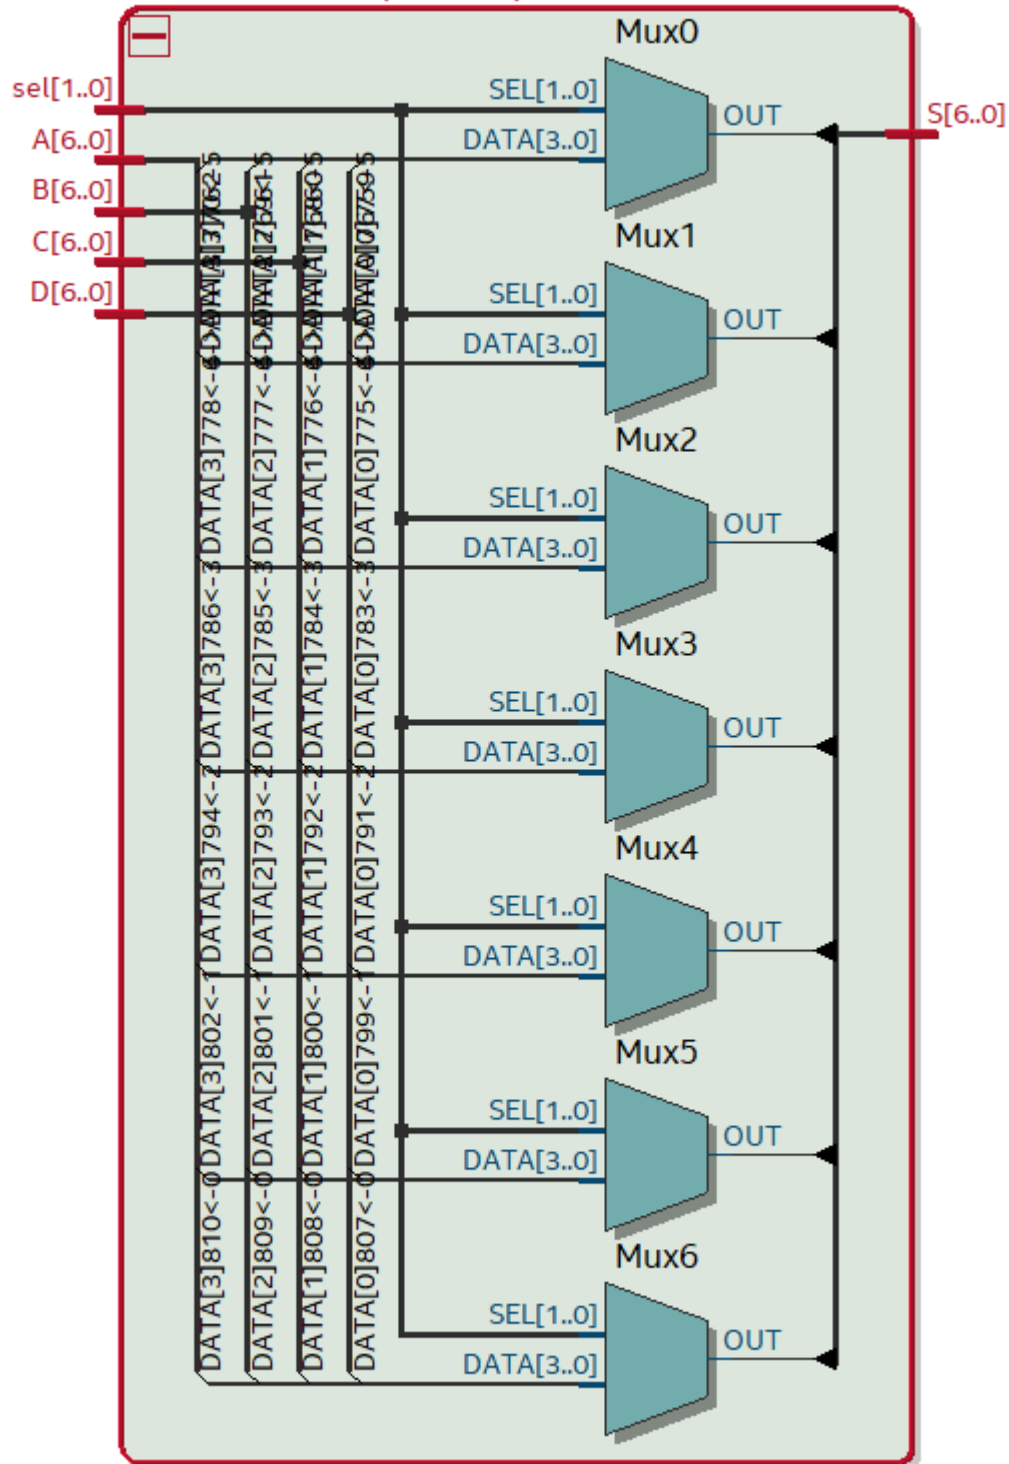 Mux0
sel[1..0]
SEL[1..0]
A[6..0]
DATA[3..0]
OUT
S[6..0]
B[6..0]
C[6..0]
D[6..0]
Mux1
SEL[1..0]
DATA[3..0]
OUT
DATA[3]778<-4
DATA[2]777<-4
DATA[1]776<-4
DATA[0]775<-4
Mux2
SEL[1..0]
DATA[3..0]
OUT
DATA[3]786<-3
DATA[2]785<-3
DATA[1]784<-3
DATA[0]783<-3
Mux3
SEL[1..0]
DATA[3..0]
OUT
DATA[3]794<-2
DATA[2]793<-2
DATA[1]792<-2
DATA[0]791<-2
Mux4
SEL[1..0]
DATA[3..0]
OUT
DATA[3]802<-1
DATA[2]801<-1
DATA[1]800<-1
DATA[0]799<-1
Mux5
SEL[1..0]
DATA[3..0]
OUT
DATA[3]810<-0
DATA[2]809<-0
DATA[1]808<-0
DATA[0]807<-0
Mux6
SEL[1..0]
DATA[3..0]
OUT